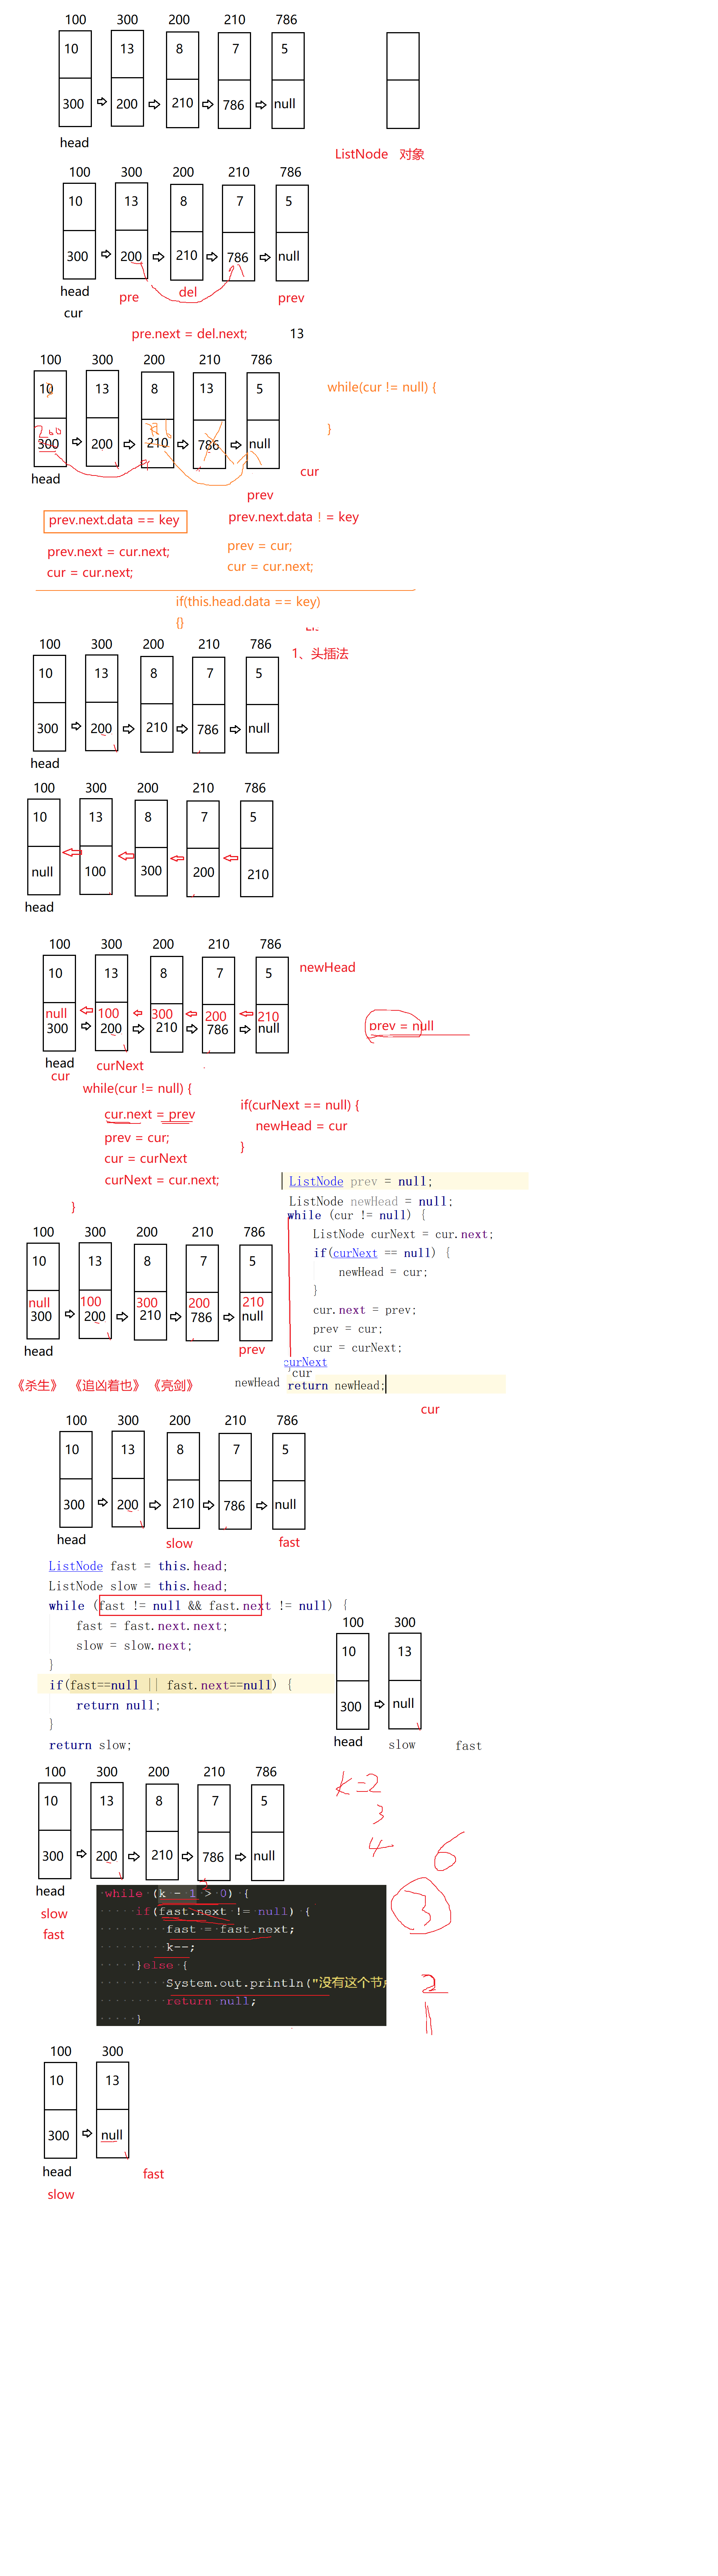 100 300 200 210 786
10 13 8 7 5
300 200 210 786 null
head
ListNode 对象
100 300 200 210 786
10 13 8 7 5
300 200 210 786 null
head pre del prev
cur
pre.next = del.next; 13
100 300 200 210 786
10 13 8 13 5
while(cur != null) {
}
200
300 200 210 786 null
head
cur
prev
prev.next.data == key
prev.next.data ! = key
prev.next = cur.next;
cur = cur.next;
prev = cur;
cur = cur.next;
if(this.head.data == key)
{}
100 300 200 210 786
1、头插法
10 13 8 7 5
300 200 210 786 null
head
100 300 200 210 786
10 13 8 7 5
null 100 300 200 210
head
100 300 200 210 786
newHead
10 13 8 7 5
null 100 300 200 210
300 200 210 786 null
prev = null
head curNext
cur
while(cur != null) {
cur.next = prev
prev = cur;
cur = curNext
curNext = cur.next;
}
if(curNext == null) {
newHead = cur
}
ListNode prev = null;
ListNode newHead = null;
while (cur != null) {
ListNode curNext = cur.next;
if(curNext == null) {
newHead = cur;
}
cur.next = prev;
prev = cur;
cur = curNext;
curNext
cur
return newHead;
100 300 200 210 786
10 13 8 7 5
null 100 300 200 210
300 200 210 786 null
head prev
《杀生》 《追凶着也》 《亮剑》
newHead
cur
100 300 200 210 786
10 13 8 7 5
300 200 210 786 null
head slow fast
ListNode fast = this.head;
ListNode slow = this.head;
while (fast != null && fast.next != null) {
fast = fast.next.next;
slow = slow.next;
}
if(fast==null || fast.next==null) {
return null;
}
return slow;
100 300
10 13
300 null
head slow fast
100 300 200 210 786
10 13 8 7 5
300 200 210 786 null
head
slow
fast
k=2
3
4
6
3
2
while (k - 1 > 0) {
if(fast.next != null) {
fast = fast.next;
k--;
}else {
System.out.println("没有这个节点
return null;
}
100 300
10 13
300 null
head fast
slow